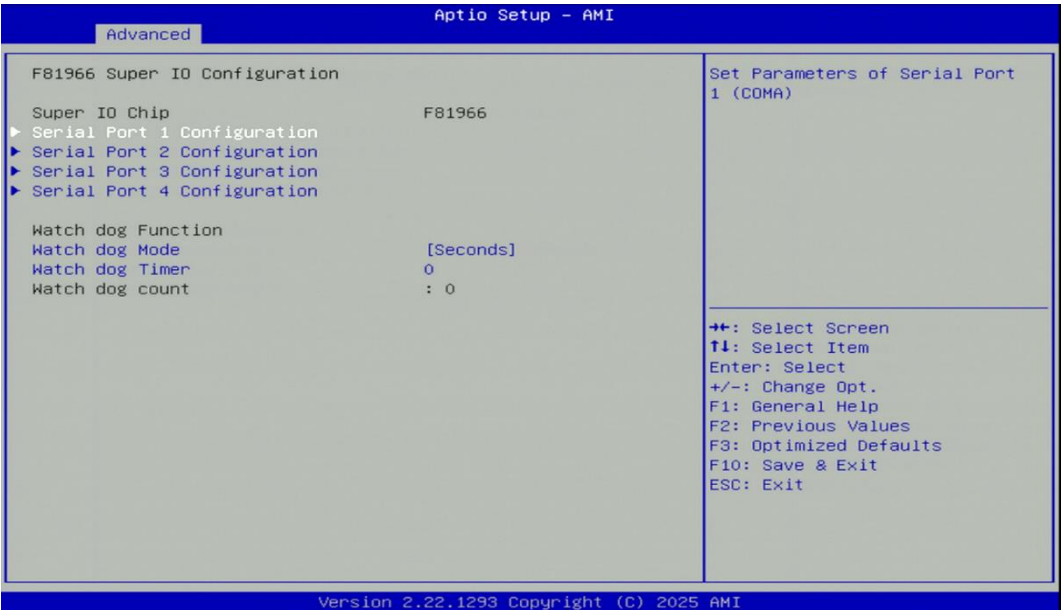 Aptio Setup – AMI
Advanced
F81966 Super IO Configuration
Super IO Chip F81966
► Serial Port 1 Configuration
► Serial Port 2 Configuration
► Serial Port 3 Configuration
► Serial Port 4 Configuration
Watch dog Function
Watch dog Mode [Seconds]
Watch dog Timer 0
Watch dog count : 0
Set Parameters of Serial Port
1 (COMA)
→←: Select Screen
↑↓: Select Item
Enter: Select
+/-: Change Opt.
F1: General Help
F2: Previous Values
F3: Optimized Defaults
F10: Save & Exit
ESC: Exit
Version 2.22.1293 Copyright (C) 2025 AMI